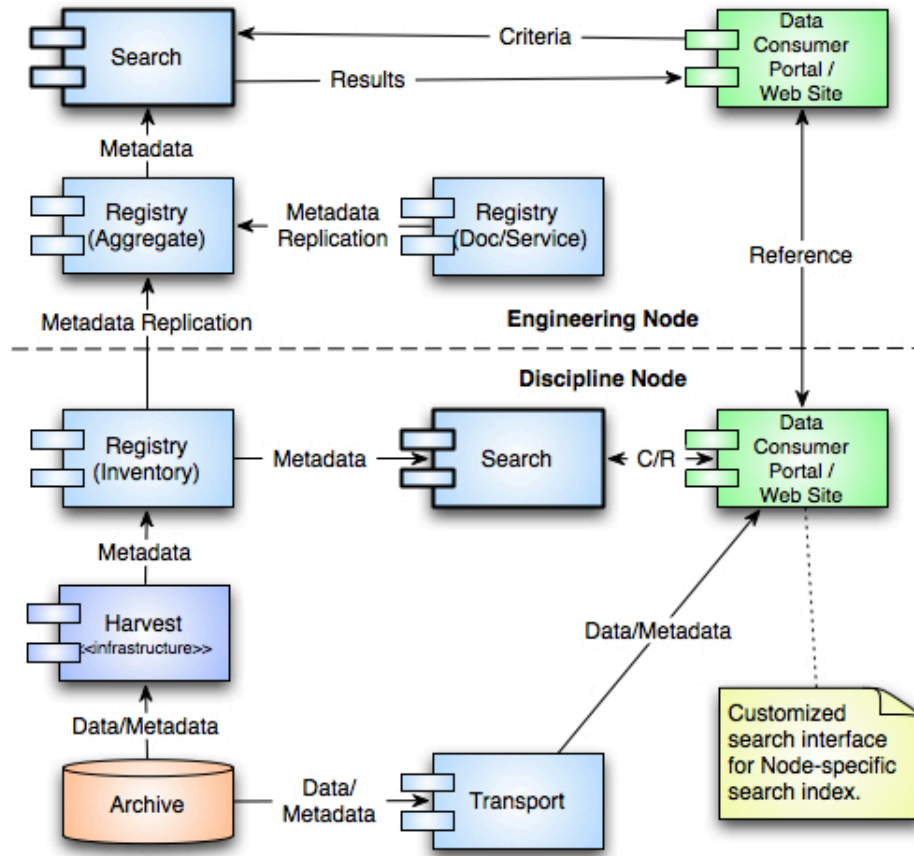 Search
Criteria
Results
Data
Consumer
Portal /
Web Site
Metadata
Registry
(Aggregate)
Metadata
Replication
Registry
(Doc/Service)
Reference
Metadata Replication
Engineering Node
Discipline Node
Registry
(Inventory)
Metadata
Search
C/R
Data
Consumer
Portal /
Web Site
Metadata
Harvest
<<infrastructure>>
Data/Metadata
Data/Metadata
Archive
Data/
Metadata
Transport
Customized
search interface
for Node-specific
search index.